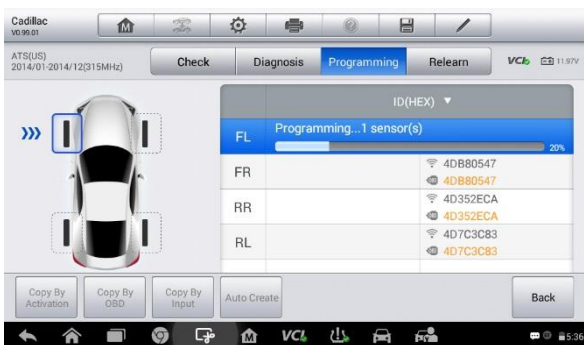 Cadillac
V0.99.01
ATS(US)
2014/01-2014/12(315MHz)
Check
Diagnosis
Programming
Relearn
VCI
11.97V
ID(HEX) ▼
FL
Programming...1 sensor(s)
20%
FR
4DB80547
4DB80547
RR
4D352ECA
4D352ECA
RL
4D7C3C83
4D7C3C83
Copy By
Activation
Copy By
OBD
Copy By
Input
Auto Create
Back
M
VCI
5:36